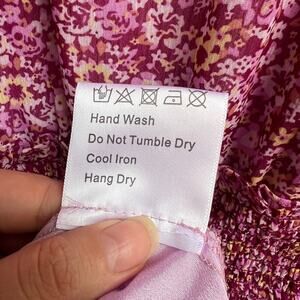 Hand Wash
Do Not Tumble Dry
Cool Iron
Hang Dry